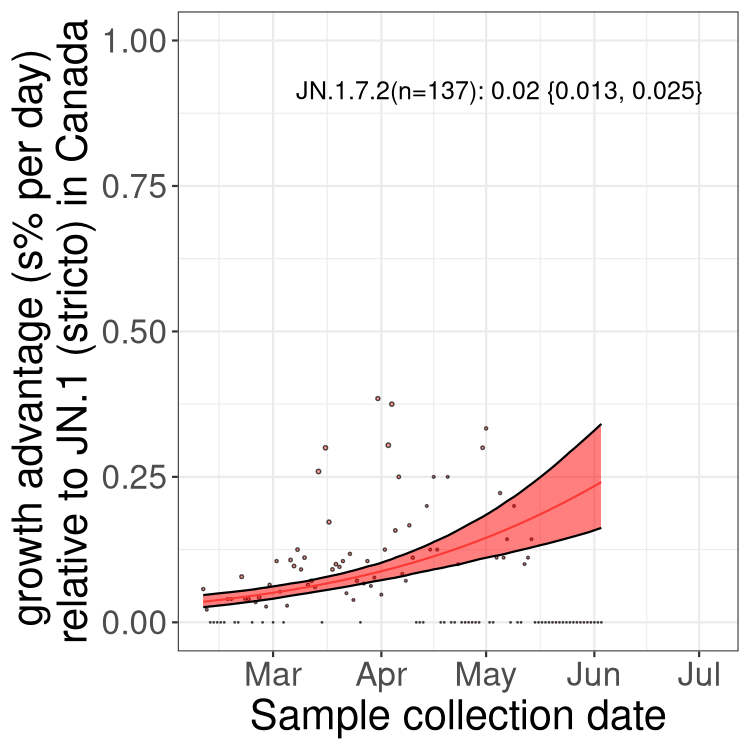 growth advantage (s% per day)
relative to JN.1 (stricto) in Canada
1.00
0.75
0.50
0.25
0.00
JN.1.7.2(n=137): 0.02 {0.013, 0.025}
Mar Apr May Jun Jul
Sample collection date